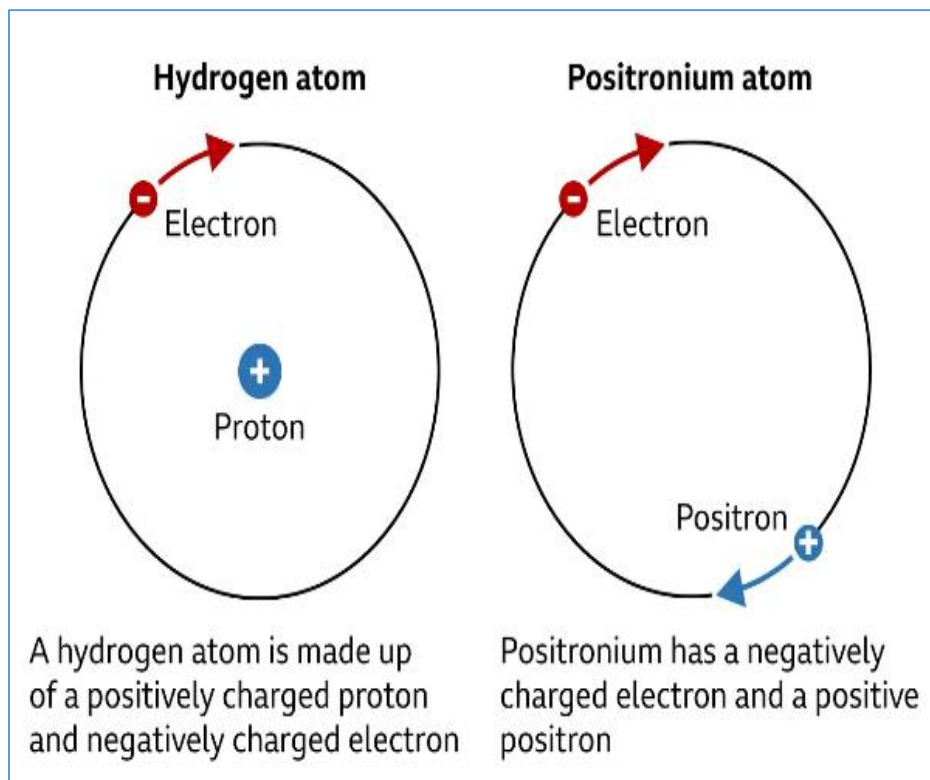 Hydrogen atom
-
Electron
+
Proton
A hydrogen atom is made up
of a positively charged proton
and negatively charged electron
Positronium atom
-
Electron
Positron
+
Positronium has a negatively
charged electron and a positive
positron